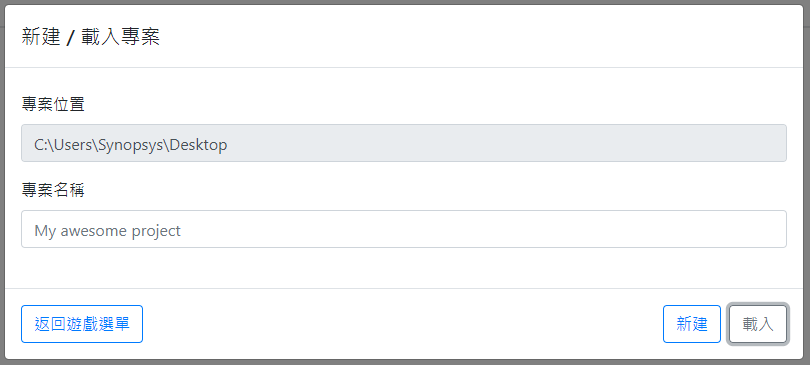 新建 / 載入專案
專案位置
C:\Users\Synopsys\Desktop
專案名稱
My awesome project
返回遊戲選單
新建
載入